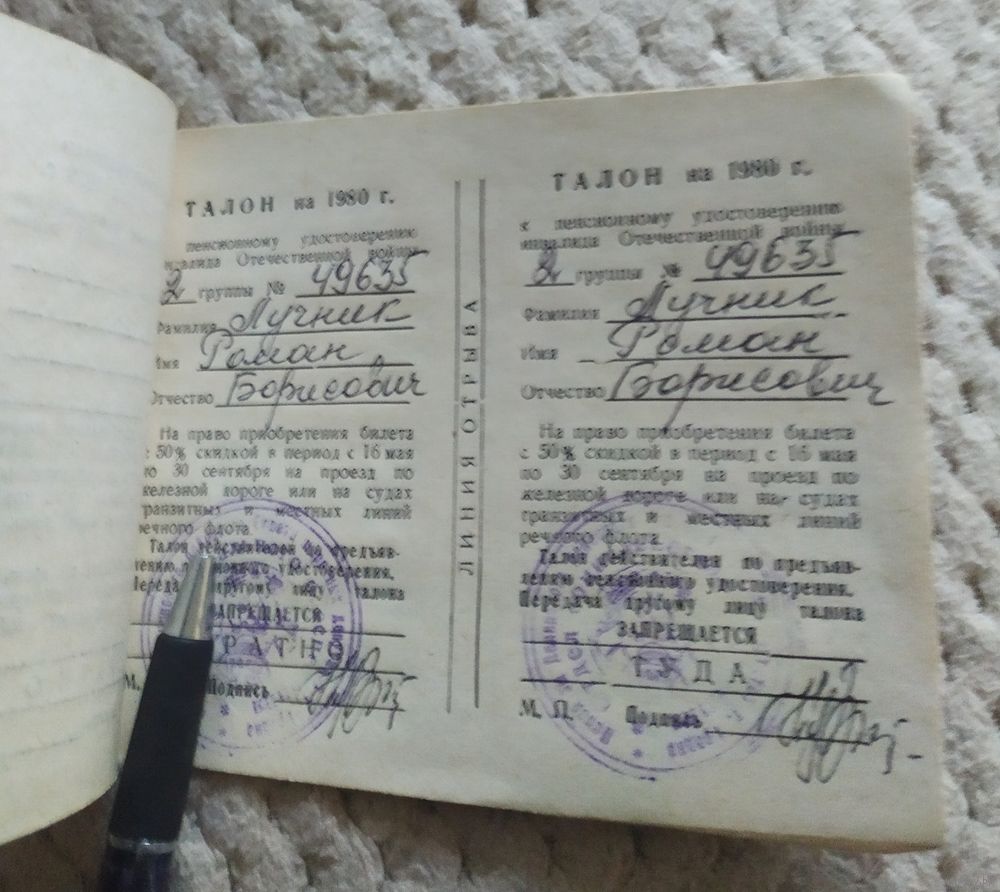 ТАЛОН на 1980 г.
пенсионному удостоверению
инвалида Отечественной войны
2 группы № 49635
Фамилия Лучник
Имя Роман
Отчество Борисович
На право приобретения билета
с 50% скидкой в период с 16 мая
по 30 сентября на проезд по
железной дороге или на судах
транзитных и местных линий
речного флота.
Талон действителен по предъяв-
лению удостоверения.
Передача другому лицу талона
ЗАПРЕЩАЕТСЯ
РАТНО
М. Подпись
ЛИНИЯ ОТРЫВА
ТАЛОН на 1980 г.
к пенсионному удостоверению
инвалида Отечественной войны
2 группы № 49635
Фамилия Лучник
Имя Роман
Отчество Борисович
На право приобретения билета
с 50% скидкой в период с 16 мая
по 30 сентября на проезд по
железной дороге или на судах
транзитных и местных линий
речного флота.
Талон действителен по предъяв-
лению пенсионного удостоверения.
Передача другому лицу талона
ЗАПРЕЩАЕТСЯ
ТУДА
М. П. Подпись